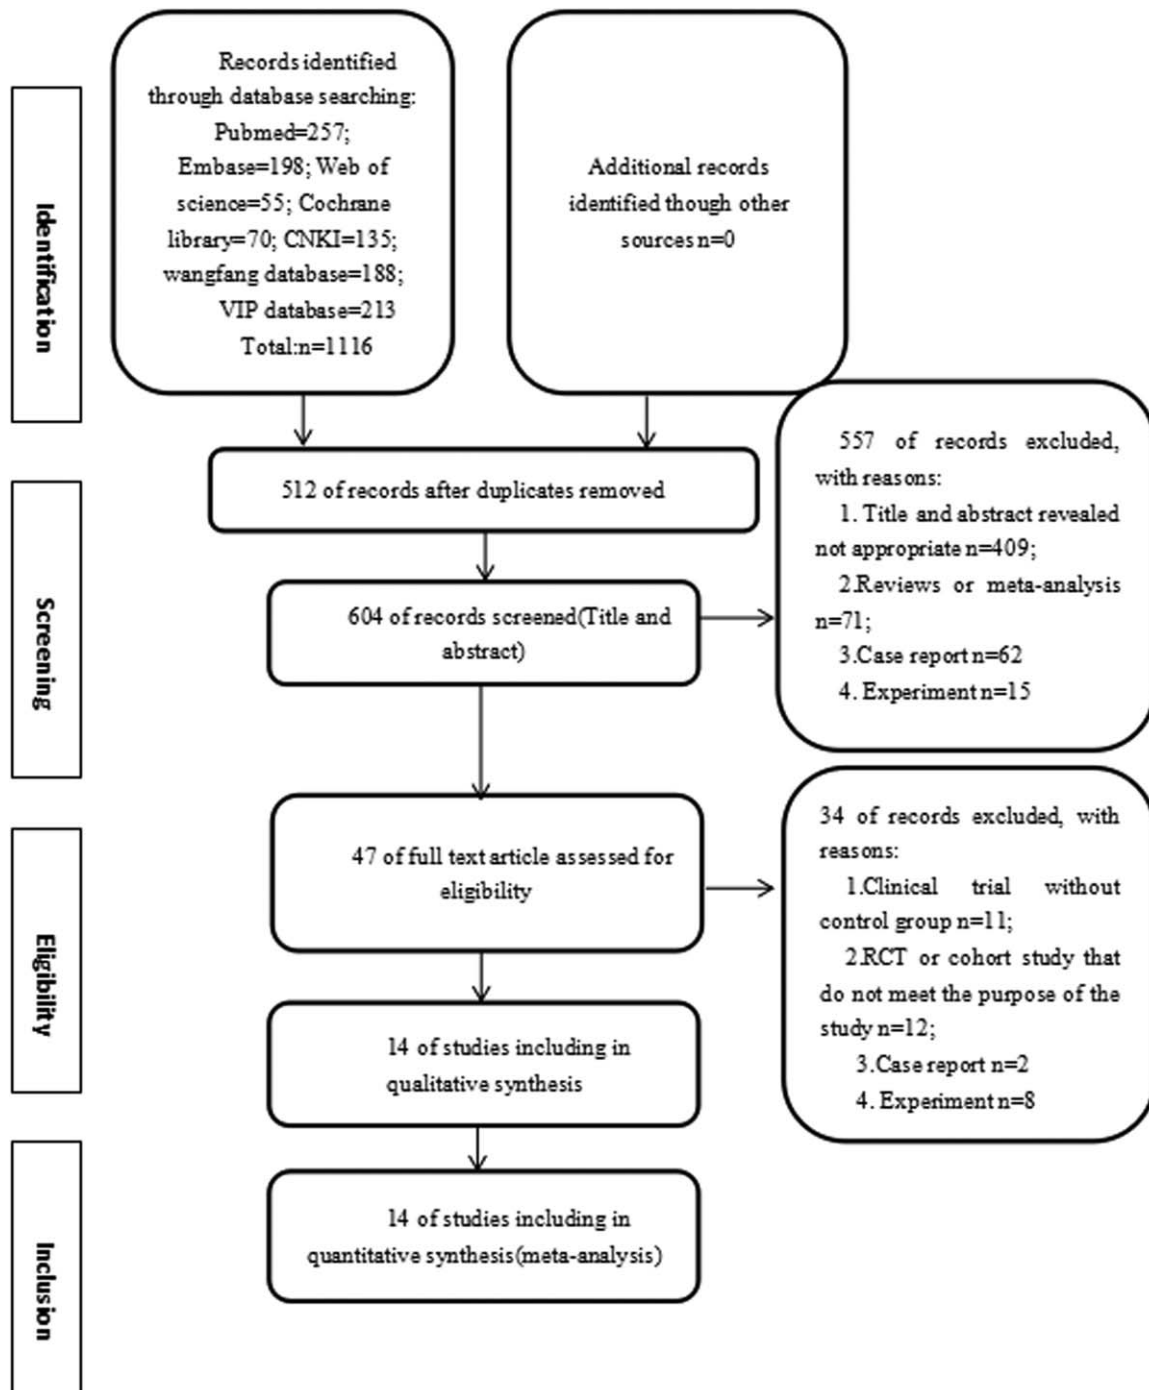 Identification
Records identified
through database searching:
Pubmed=257;
Embase=198; Web of
science=55; Cochrane
library=70; CNKI=135;
wangfang database=188;
VIP database=213
Total:n=1116
Additional records
identified though other
sources n=0
512 of records after duplicates removed
Screening
604 of records screened(Title and
abstract)
557 of records excluded,
with reasons:
1. Title and abstract revealed
not appropriate n=409;
2.Reviews or meta-analysis
n=71;
3.Case report n=62
4. Experiment n=15
Eligibility
47 of full text article assessed for
eligibility
34 of records excluded, with
reasons:
1.Clinical trial without
control group n=11;
2.RCT or cohort study that
do not meet the purpose of the
study n=12;
3.Case report n=2
4. Experiment n=8
14 of studies including in
qualitative synthesis
Inclusion
14 of studies including in
quantitative synthesis(meta-analysis)